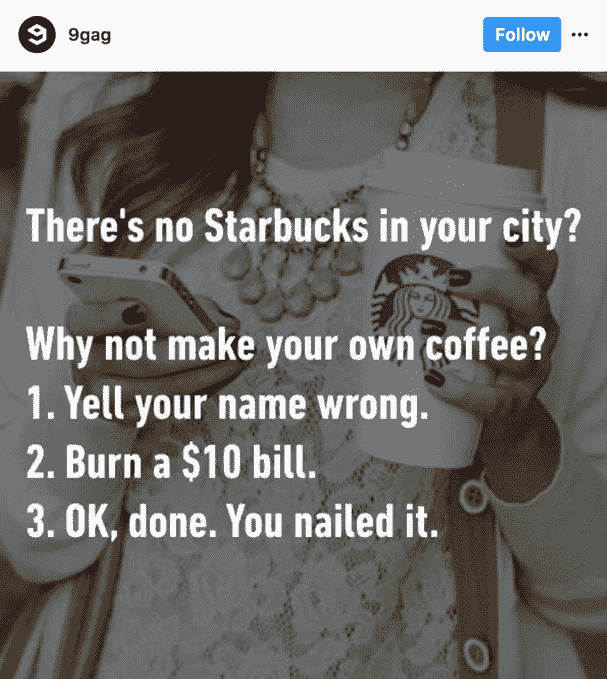 9gag
Follow
There's no Starbucks in your city?
Why not make your own coffee?
1. Yell your name wrong.
2. Burn a $10 bill.
3. OK, done. You nailed it.